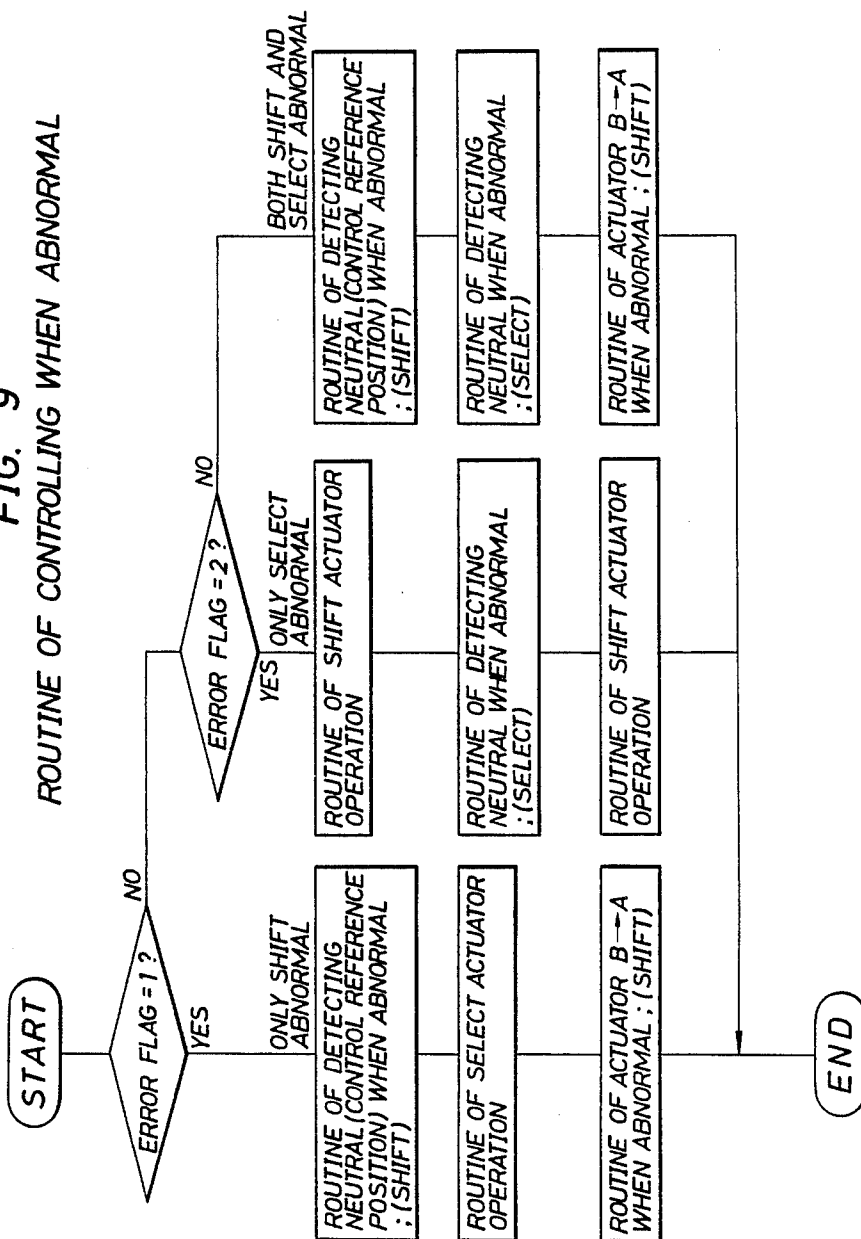 FIG. 9
ROUTINE OF CONTROLLING WHEN ABNORMAL
START
ERROR FLAG = 1 ?
NO
YES
ONLY SHIFT
ABNORMAL
ROUTINE OF DETECTING
NEUTRAL (CONTROL REFERENCE
POSITION) WHEN ABNORMAL
; (SHIFT)
ROUTINE OF SELECT ACTUATOR
OPERATION
ROUTINE OF ACTUATOR B→A
WHEN ABNORMAL ; (SHIFT)
ERROR FLAG = 2 ?
NO
YES
ONLY SELECT
ABNORMAL
ROUTINE OF SHIFT ACTUATOR
OPERATION
ROUTINE OF DETECTING
NEUTRAL WHEN ABNORMAL
; (SELECT)
ROUTINE OF SHIFT ACTUATOR
OPERATION
BOTH SHIFT AND
SELECT ABNORMAL
ROUTINE OF DETECTING
NEUTRAL (CONTROL REFERENCE
POSITION) WHEN ABNORMAL
; (SHIFT)
ROUTINE OF DETECTING
NEUTRAL WHEN ABNORMAL
; (SELECT)
ROUTINE OF ACTUATOR B→A
WHEN ABNORMAL ; (SHIFT)
END